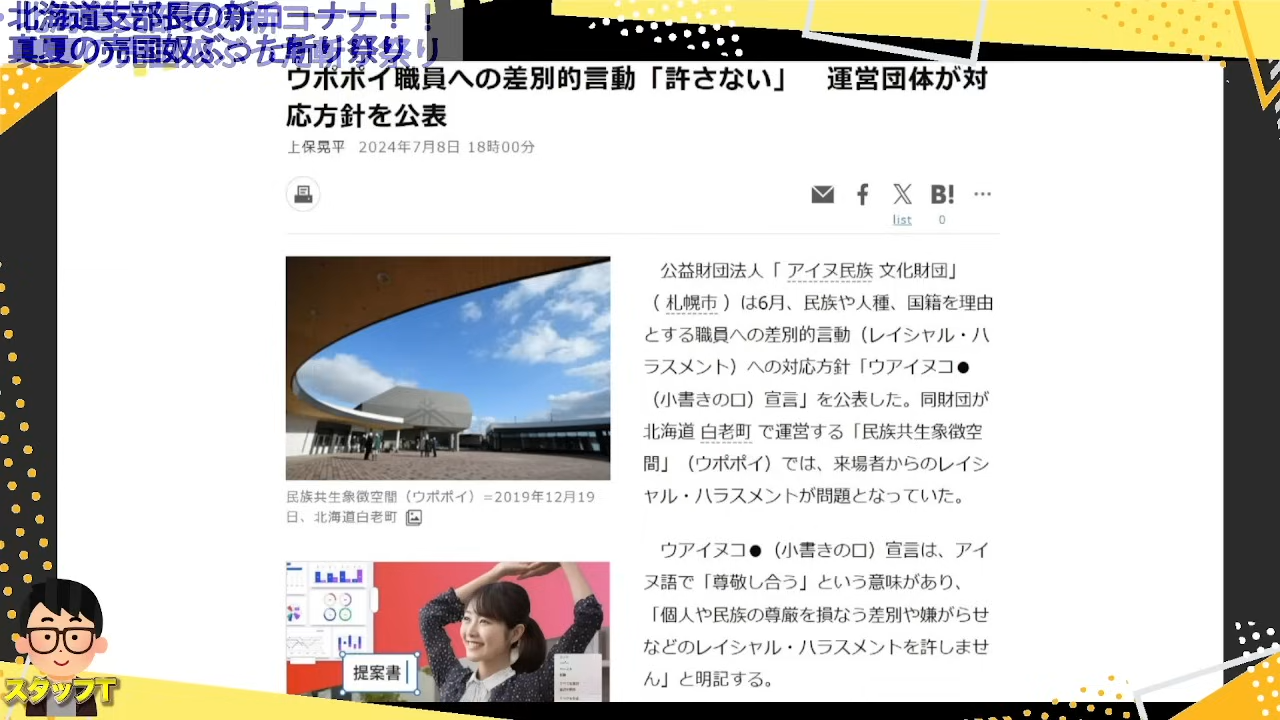 北海道支部長の新コーナー！
真夏の売国奴ぶった斬り祭り
ウポポイ職員への差別的言動「許さない」　運営団体が対
応方針を公表
上保晃平　2024年7月8日 18時00分
list
B!
0
公益財団法人「 アイヌ民族 文化財団」
（ 札幌市 ）は6月、民族や人種、国籍を理由
とする職員への差別的言動（レイシャル・ハ
ラスメント）への対応方針「ウアイヌコ●
（小書きのロ）宣言」を公表した。同財団が
北海道 白老町 で運営する「民族共生象徴空
間」（ウポポイ）では、来場者からのレイシ
ャル・ハラスメントが問題となっていた。
民族共生象徴空間（ウポポイ）=2019年12月19
日、北海道白老町
ウアイヌコ●（小書きのロ）宣言は、アイ
ヌ語で「尊敬し合う」という意味があり、
「個人や民族の尊厳を損なう差別や嫌がらせ
などのレイシャル・ハラスメントを許しませ
ん」と明記する。
提案書
スタッフT